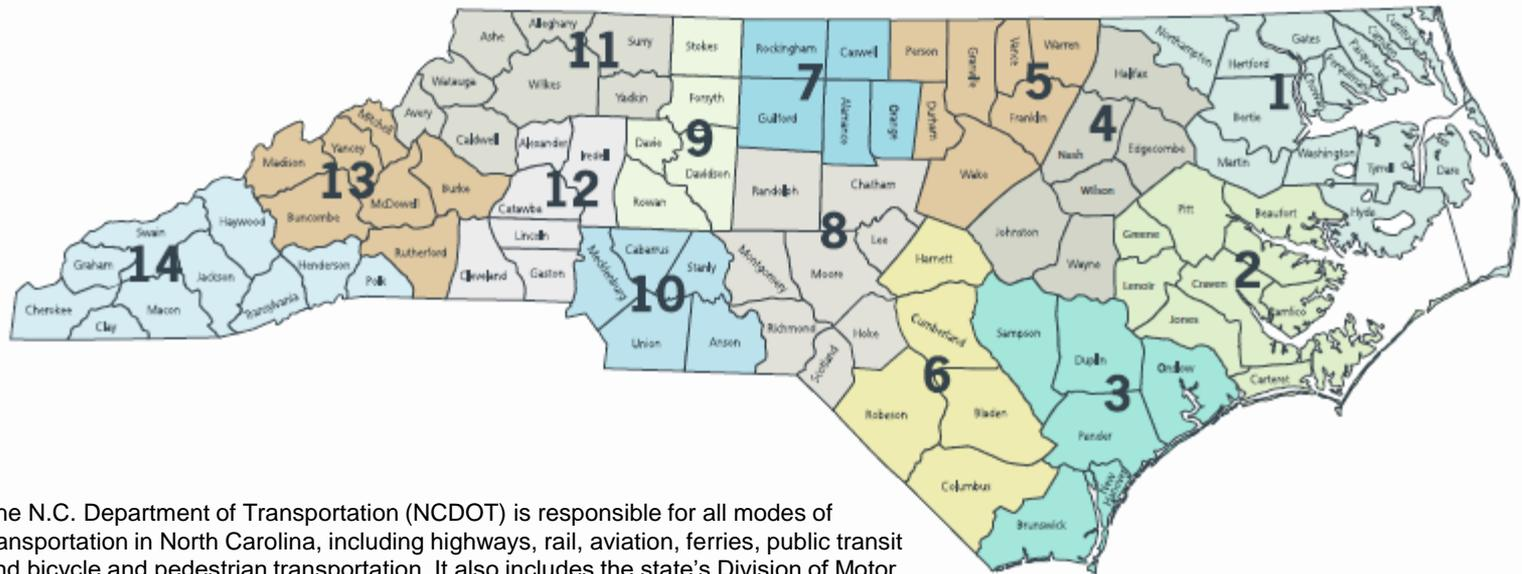 Ashe
Alleghany
11
Surry
Stokes
Rockingham
Caswell
Person
Granville
Vance
Warren
Northampton
Gates
Currituck
Camden
Pasquotank
Perquimans
Hertford
Halifax
Watauga
Wilkes
Yadkin
Forsyth
7
5
1
Chowan
Avery
Mitchell
Guilford
Alamance
Orange
Durham
Franklin
4
Bertie
Caldwell
Alexander
Iredell
Davie
9
Nash
Edgecombe
Martin
Washington
Tyrrell
Dare
Madison
Yancey
13
Burke
McDowell
12
Catawba
Davidson
Rowan
Randolph
Chatham
Wake
Wilson
Buncombe
Haywood
Swain
14
Graham
Jackson
Henderson
Polk
Rutherford
Lincoln
Cleveland
Gaston
Mecklenburg
Cabarrus
Stanly
10
Montgomery
8
Lee
Moore
Harnett
Johnston
Wayne
Greene
Pitt
Beaufort
Hyde
Cherokee
Clay
Macon
Transylvania
Union
Anson
Richmond
Scotland
Hoke
Cumberland
6
Sampson
Duplin
3
Onslow
Lenoir
Craven
2
Pamlico
Jones
Carteret
Robeson
Bladen
Pender
Columbus
New Hanover
Brunswick
he N.C. Department of Transportation (NCDOT) is responsible for all modes of
ansportation in North Carolina, including highways, rail, aviation, ferries, public transit
nd bicycle and pedestrian transportation. It also includes the state's Division of Motor